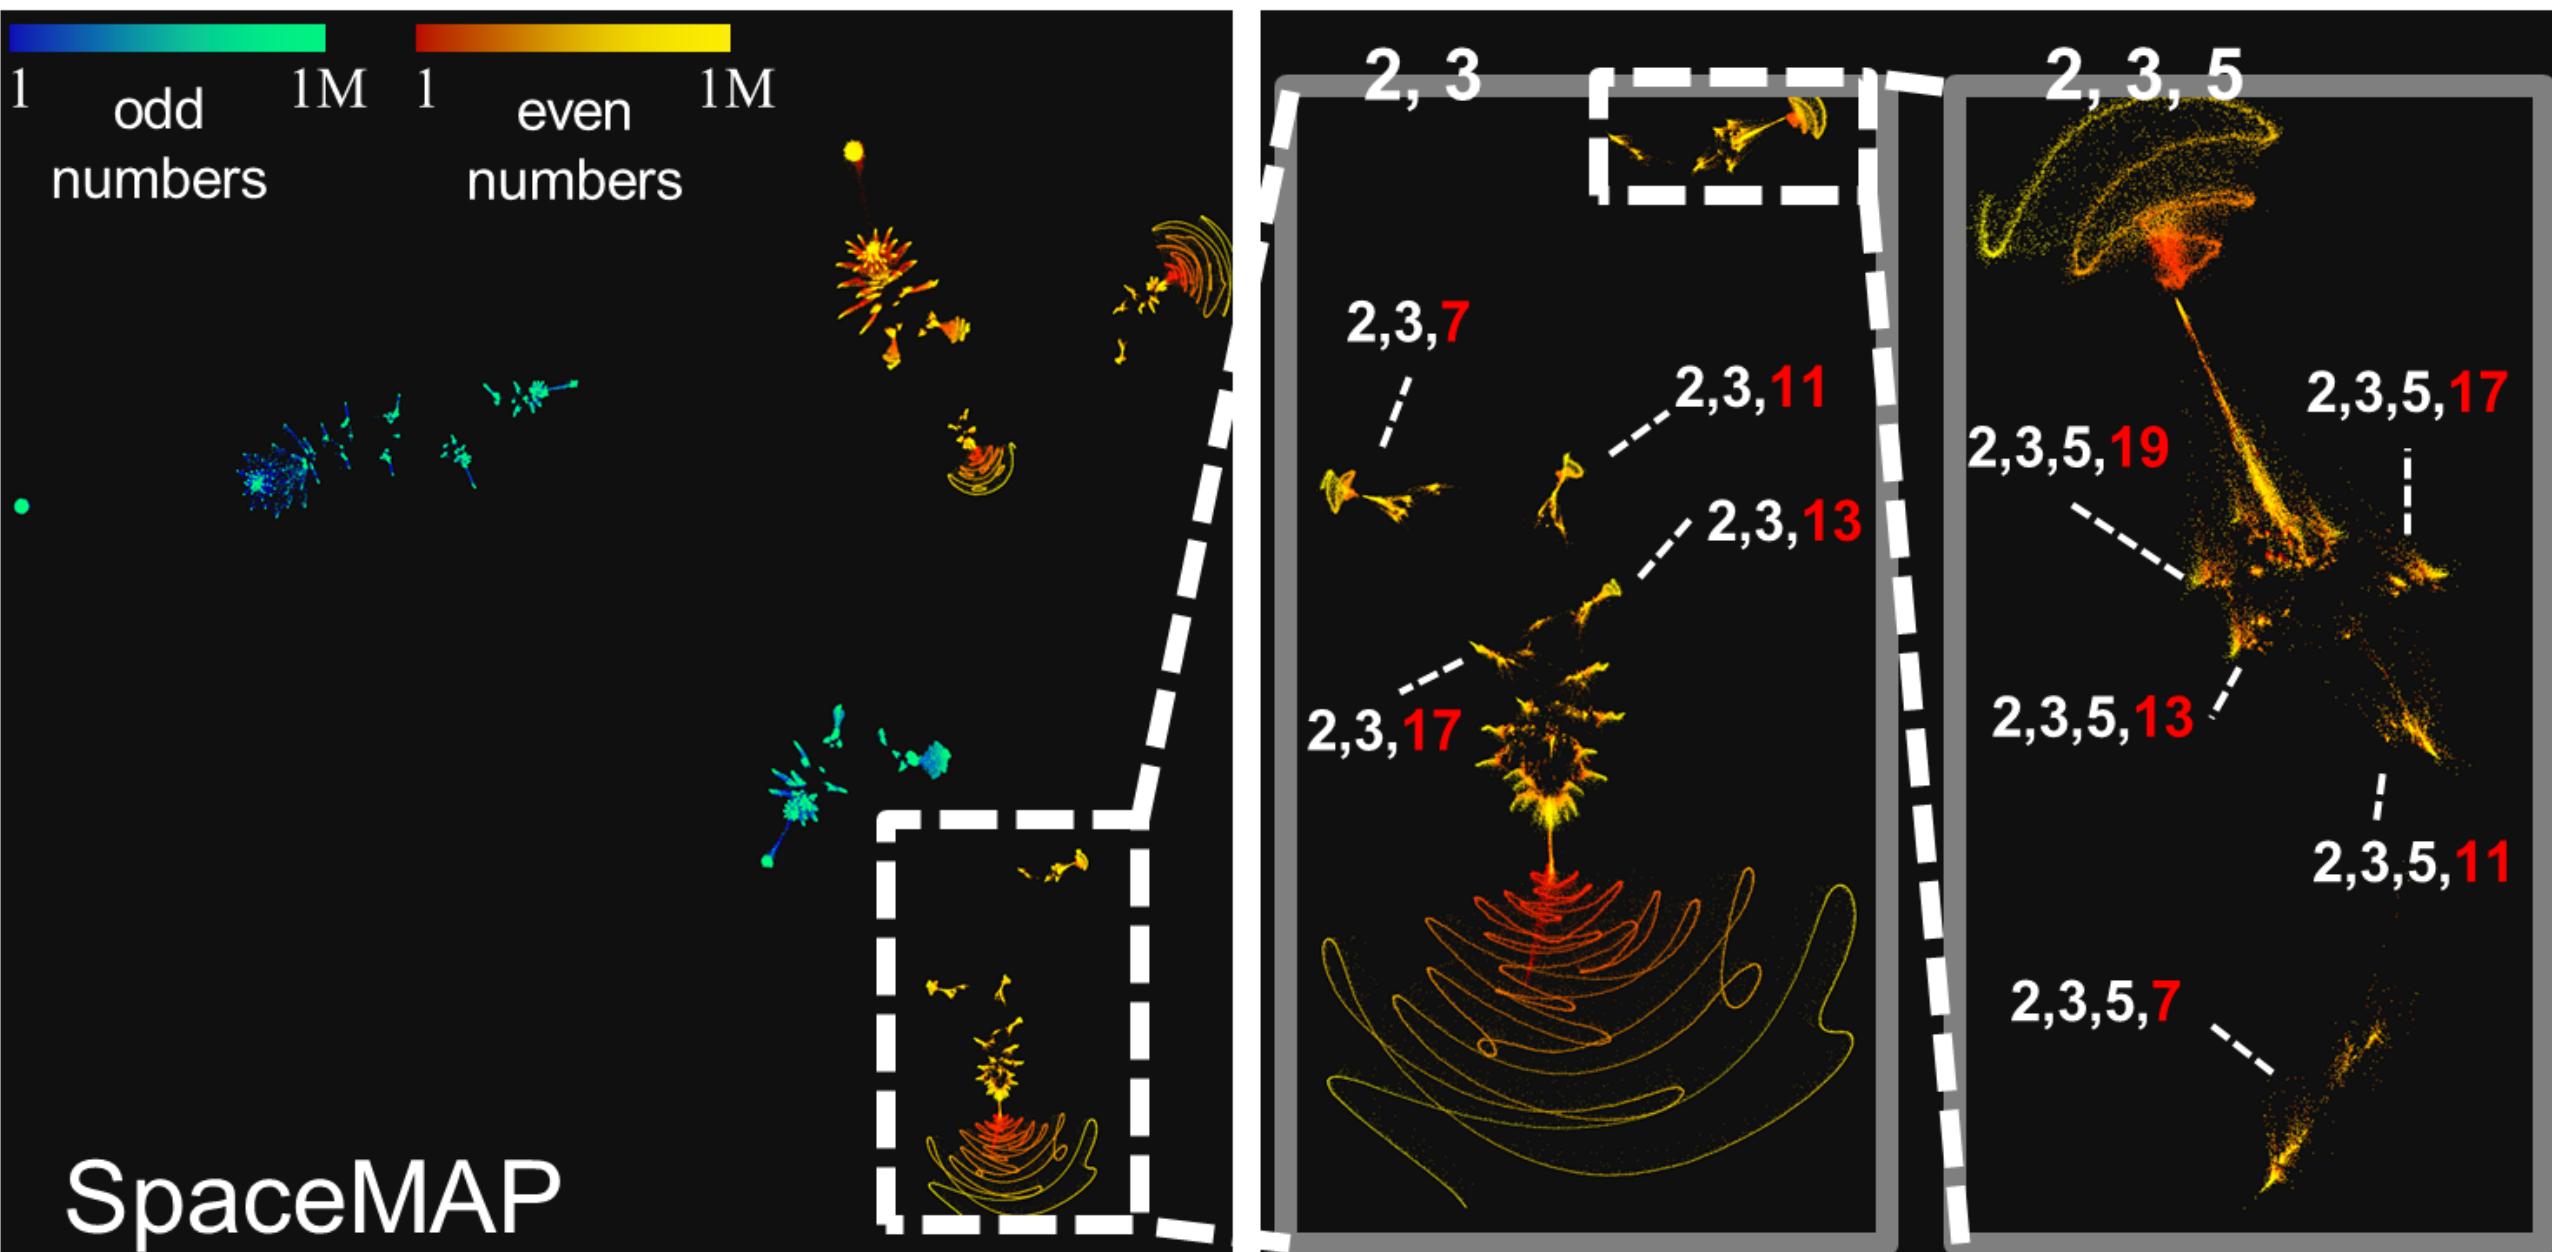 1 1M
odd
numbers
1 1M
even
numbers
SpaceMAP
2, 3
2,3,7
2,3,11
2,3,13
2,3,17
2, 3, 5
2,3,5,17
2,3,5,19
2,3,5,13
2,3,5,11
2,3,5,7